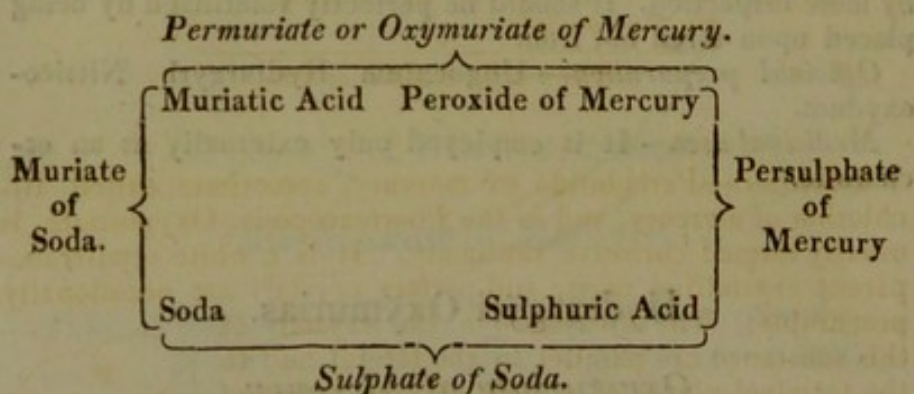 Permuriate or Oxymuriate of Mercury.
Muriatic Acid Peroxide of Mercury
Muriate
of
Soda.
Persulphate
of
Mercury
Soda Sulphuric Acid
Sulphate of Soda.